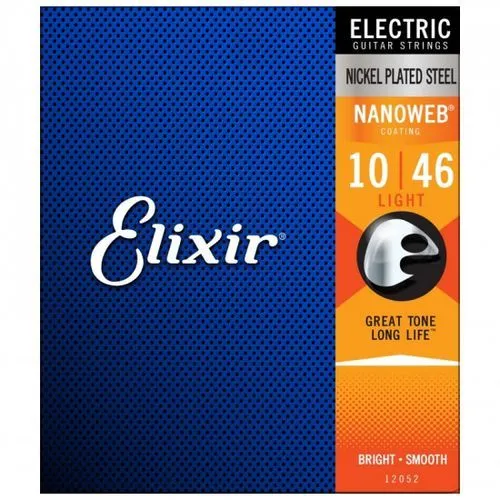 ELECTRIC
GUITAR STRINGS
NICKEL PLATED STEEL
NANOWEB®
COATING
10 | 46
LIGHT
Elixir®
e
GREAT TONE
LONG LIFE™
BRIGHT • SMOOTH
12052